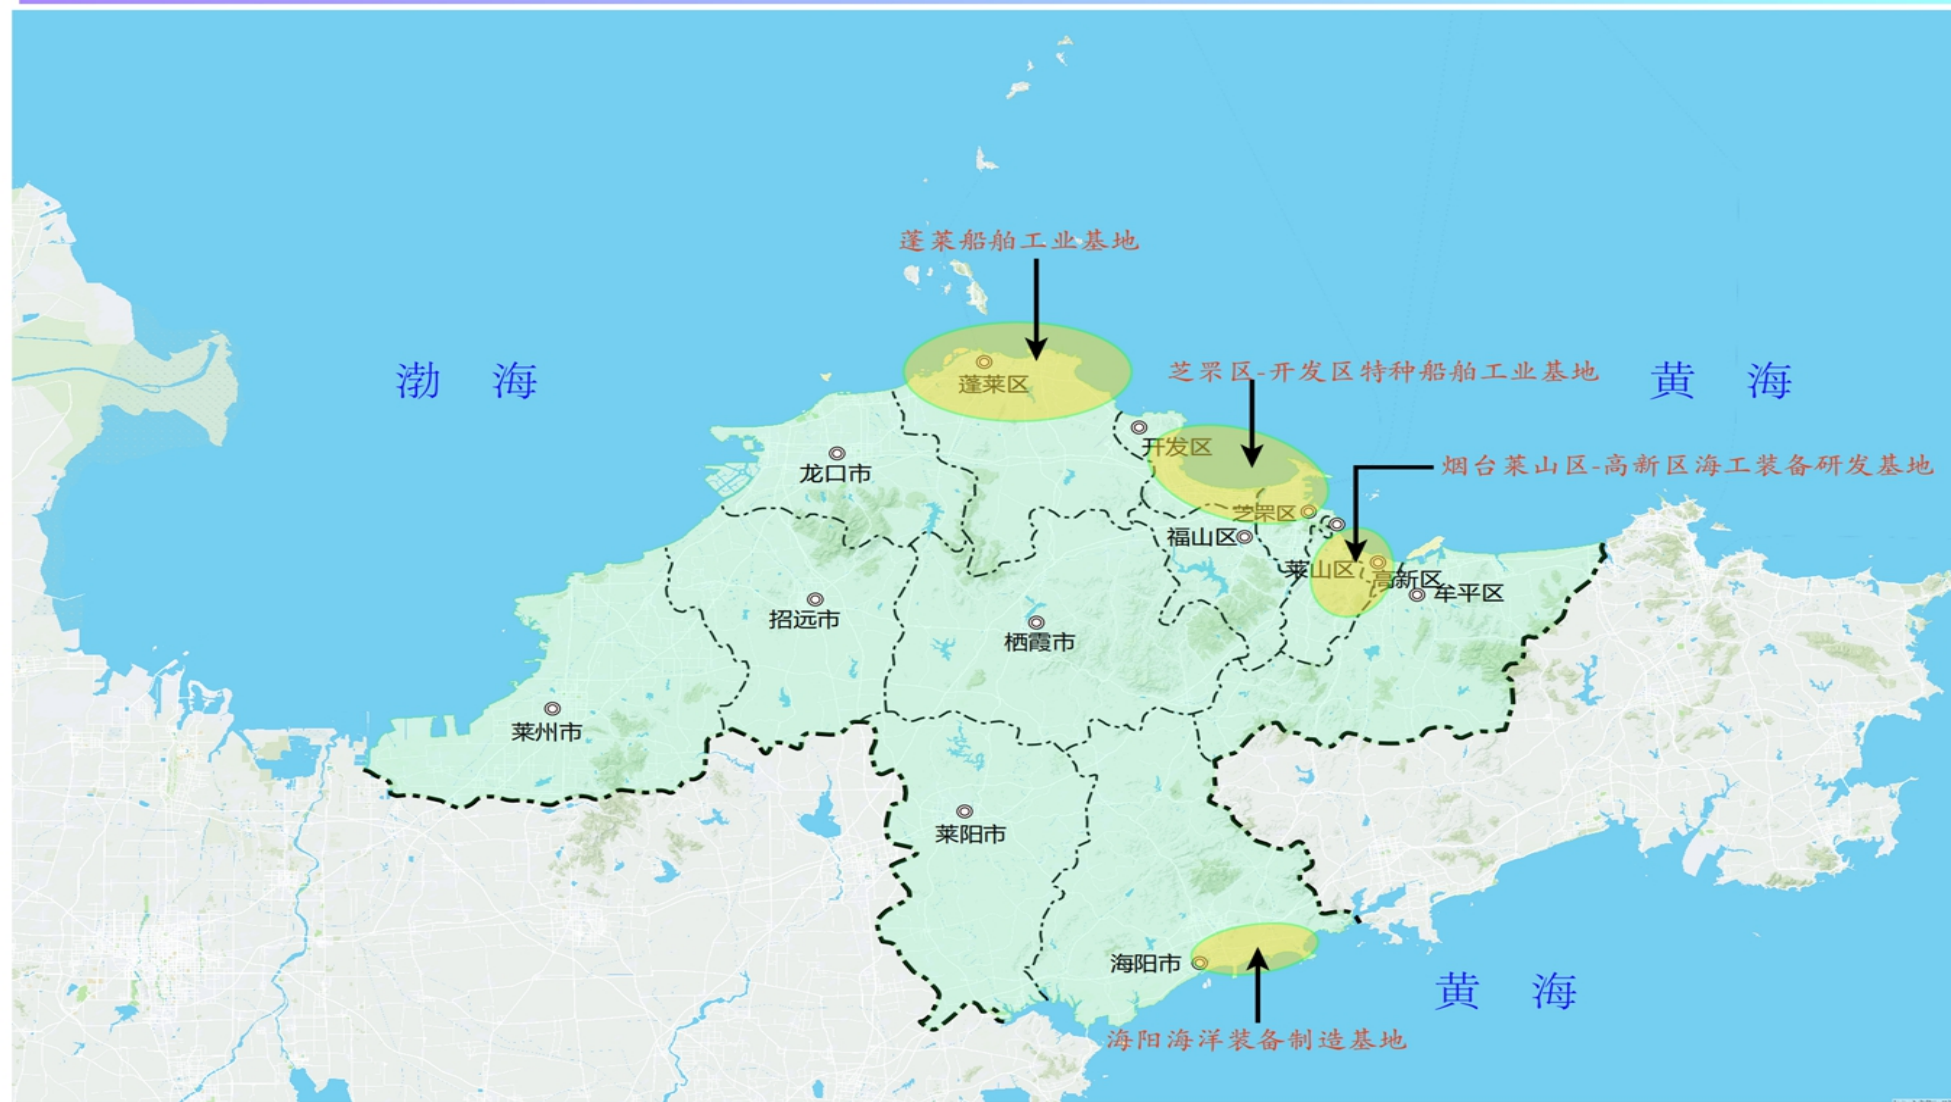 蓬莱船舶工业基地
渤 海
蓬莱区
芝罘区-开发区特种船舶工业基地
黄 海
开发区
龙口市
烟台莱山区-高新区海工装备研发基地
芝罘区
福山区
莱山区
高新区
牟平区
招远市
栖霞市
莱州市
莱阳市
海阳市
黄 海
海阳海洋装备制造基地